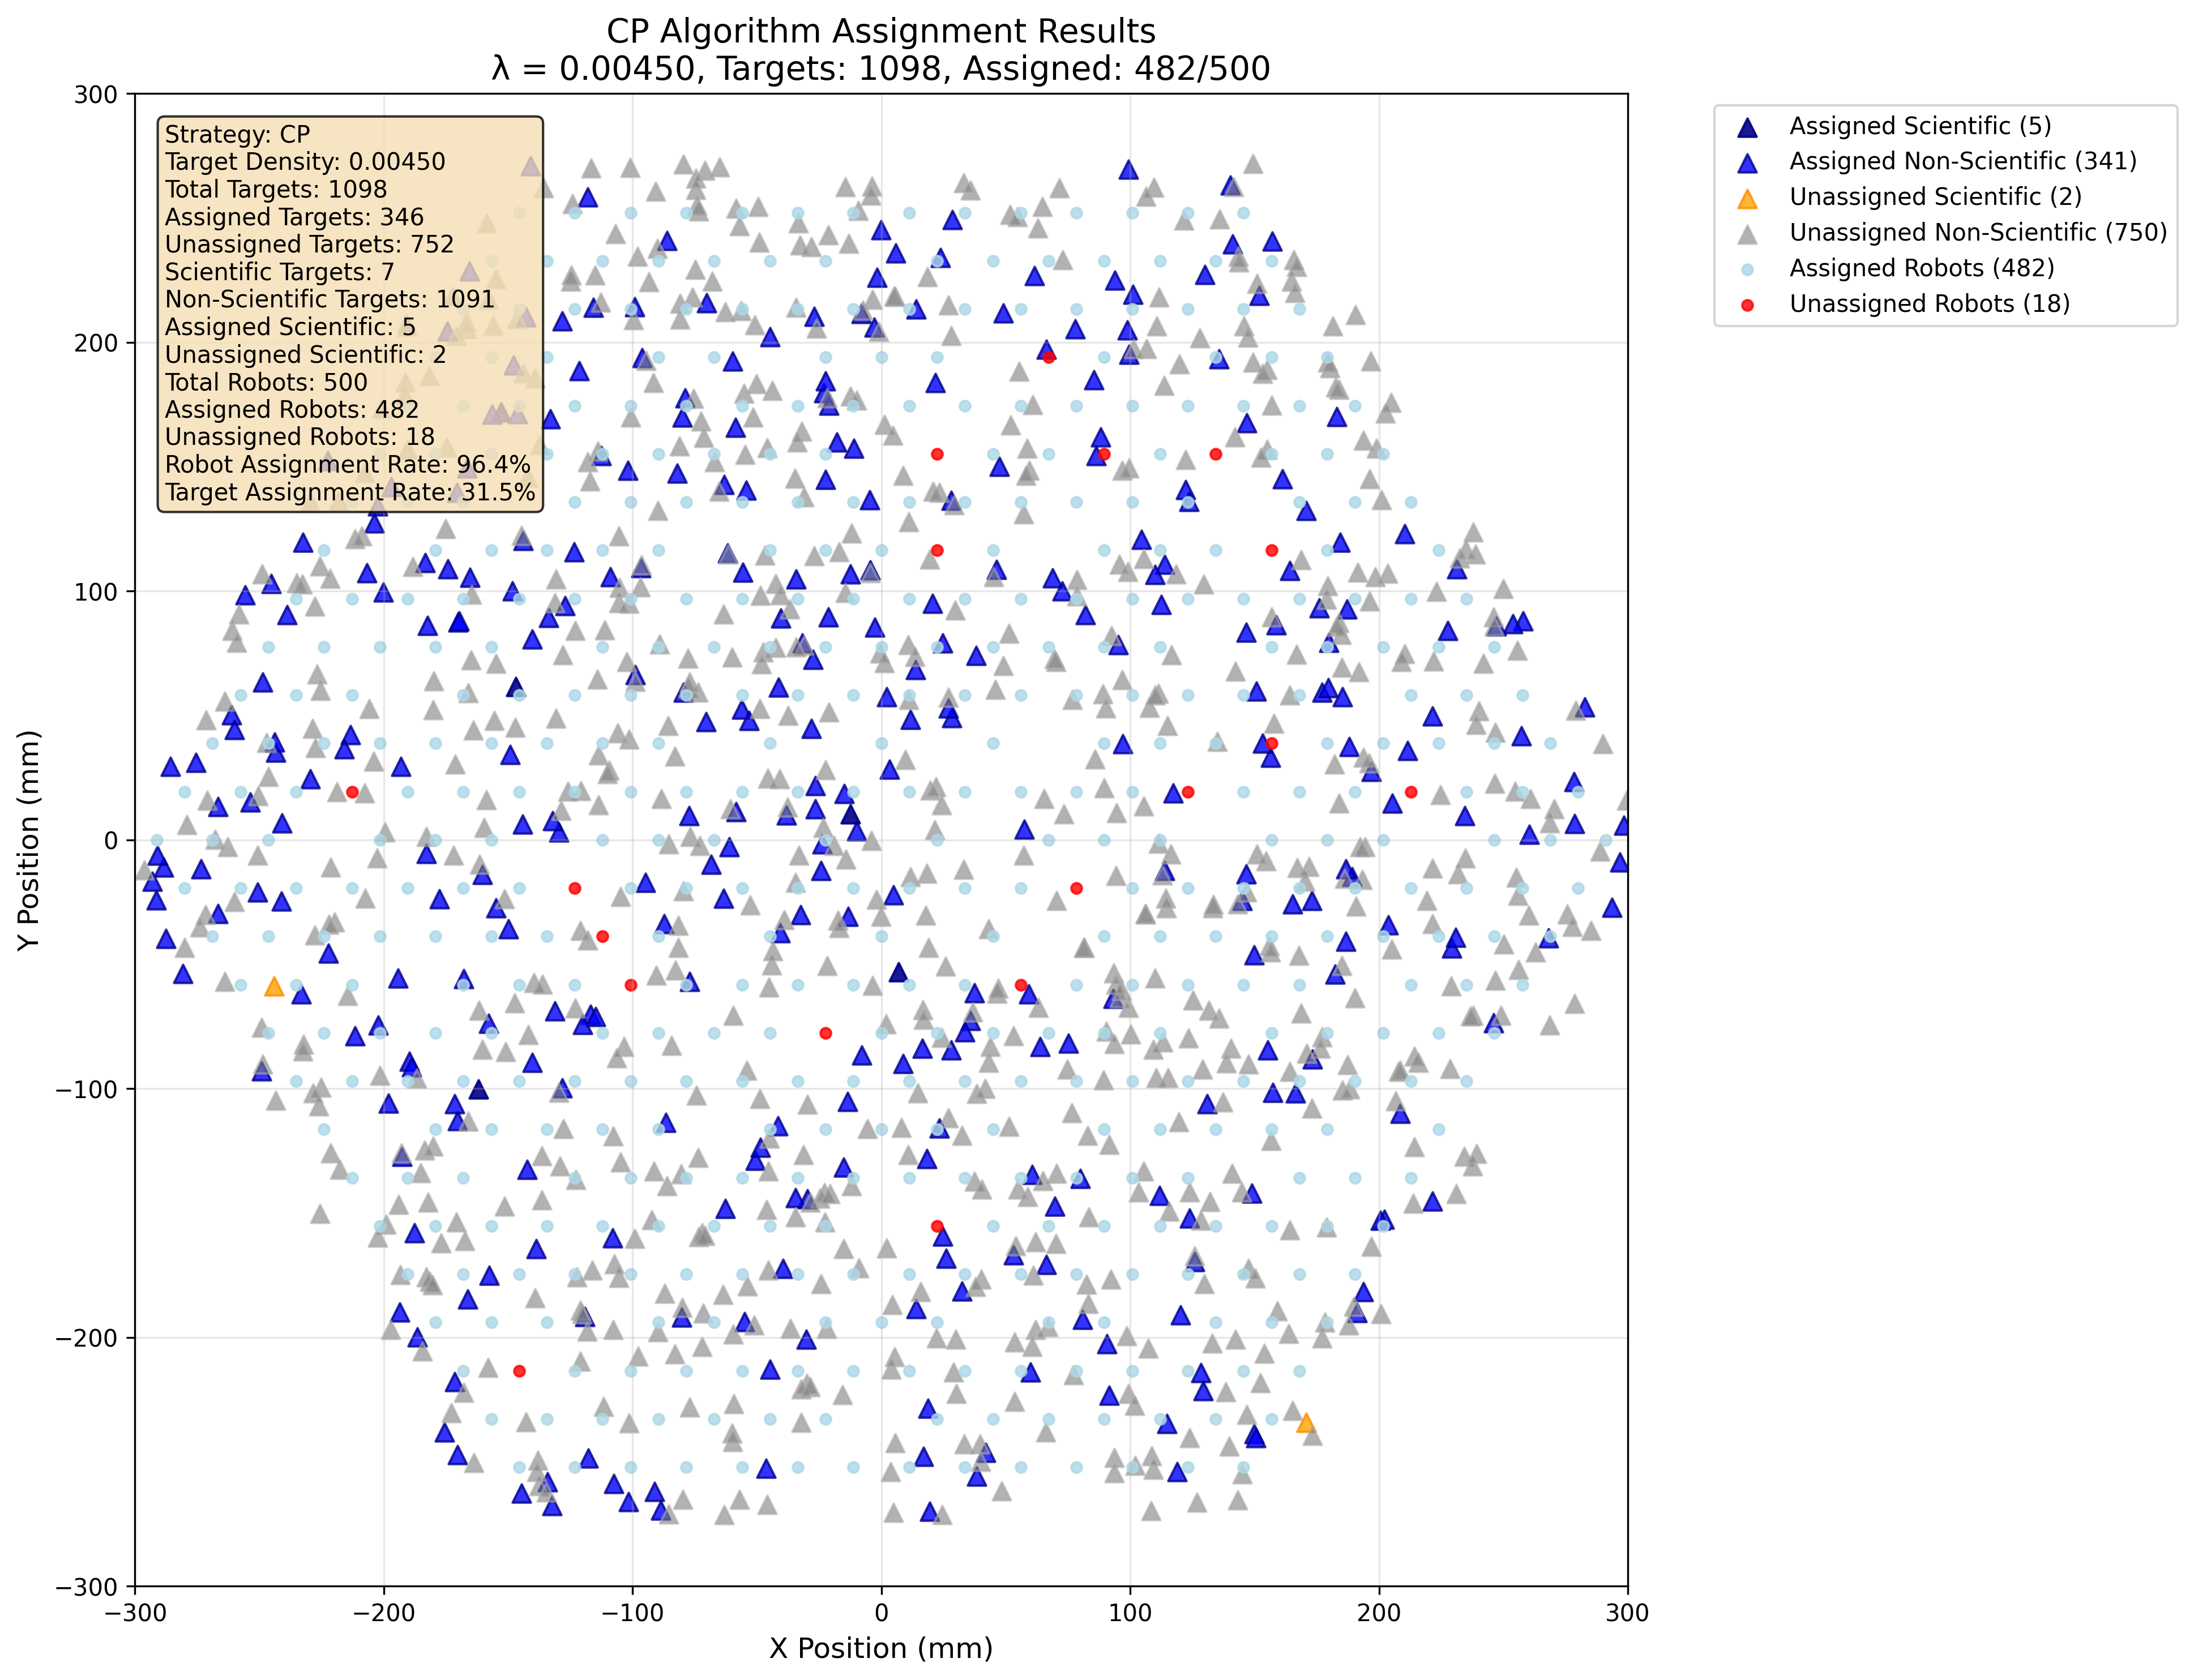 CP Algorithm Assignment Results
λ = 0.00450, Targets: 1098, Assigned: 482/500
Strategy: CP
Target Density: 0.00450
Total Targets: 1098
Assigned Targets: 346
Unassigned Targets: 752
Scientific Targets: 7
Non-Scientific Targets: 1091
Assigned Scientific: 5
Unassigned Scientific: 2
Total Robots: 500
Assigned Robots: 482
Unassigned Robots: 18
Robot Assignment Rate: 96.4%
Target Assignment Rate: 31.5%
Assigned Scientific (5)
Assigned Non-Scientific (341)
Unassigned Scientific (2)
Unassigned Non-Scientific (750)
Assigned Robots (482)
Unassigned Robots (18)
Y Position (mm)
300
200
100
0
−100
−200
−300
−300 −200 −100 0 100 200 300
X Position (mm)